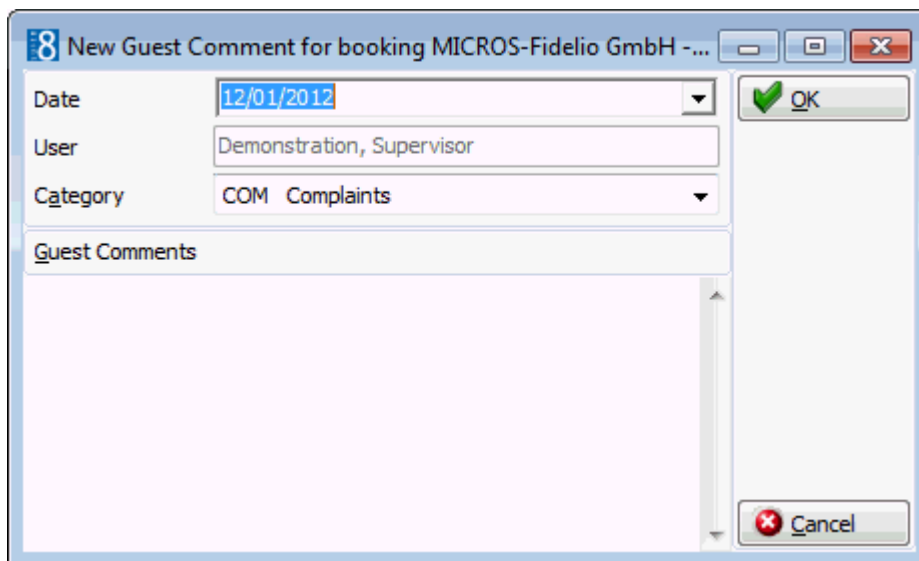 8 New Guest Comment for booking MICROS-Fidelio GmbH -...
Date 12/01/2012 OK
User Demonstration, Supervisor
Category COM Complaints
Guest Comments
Cancel